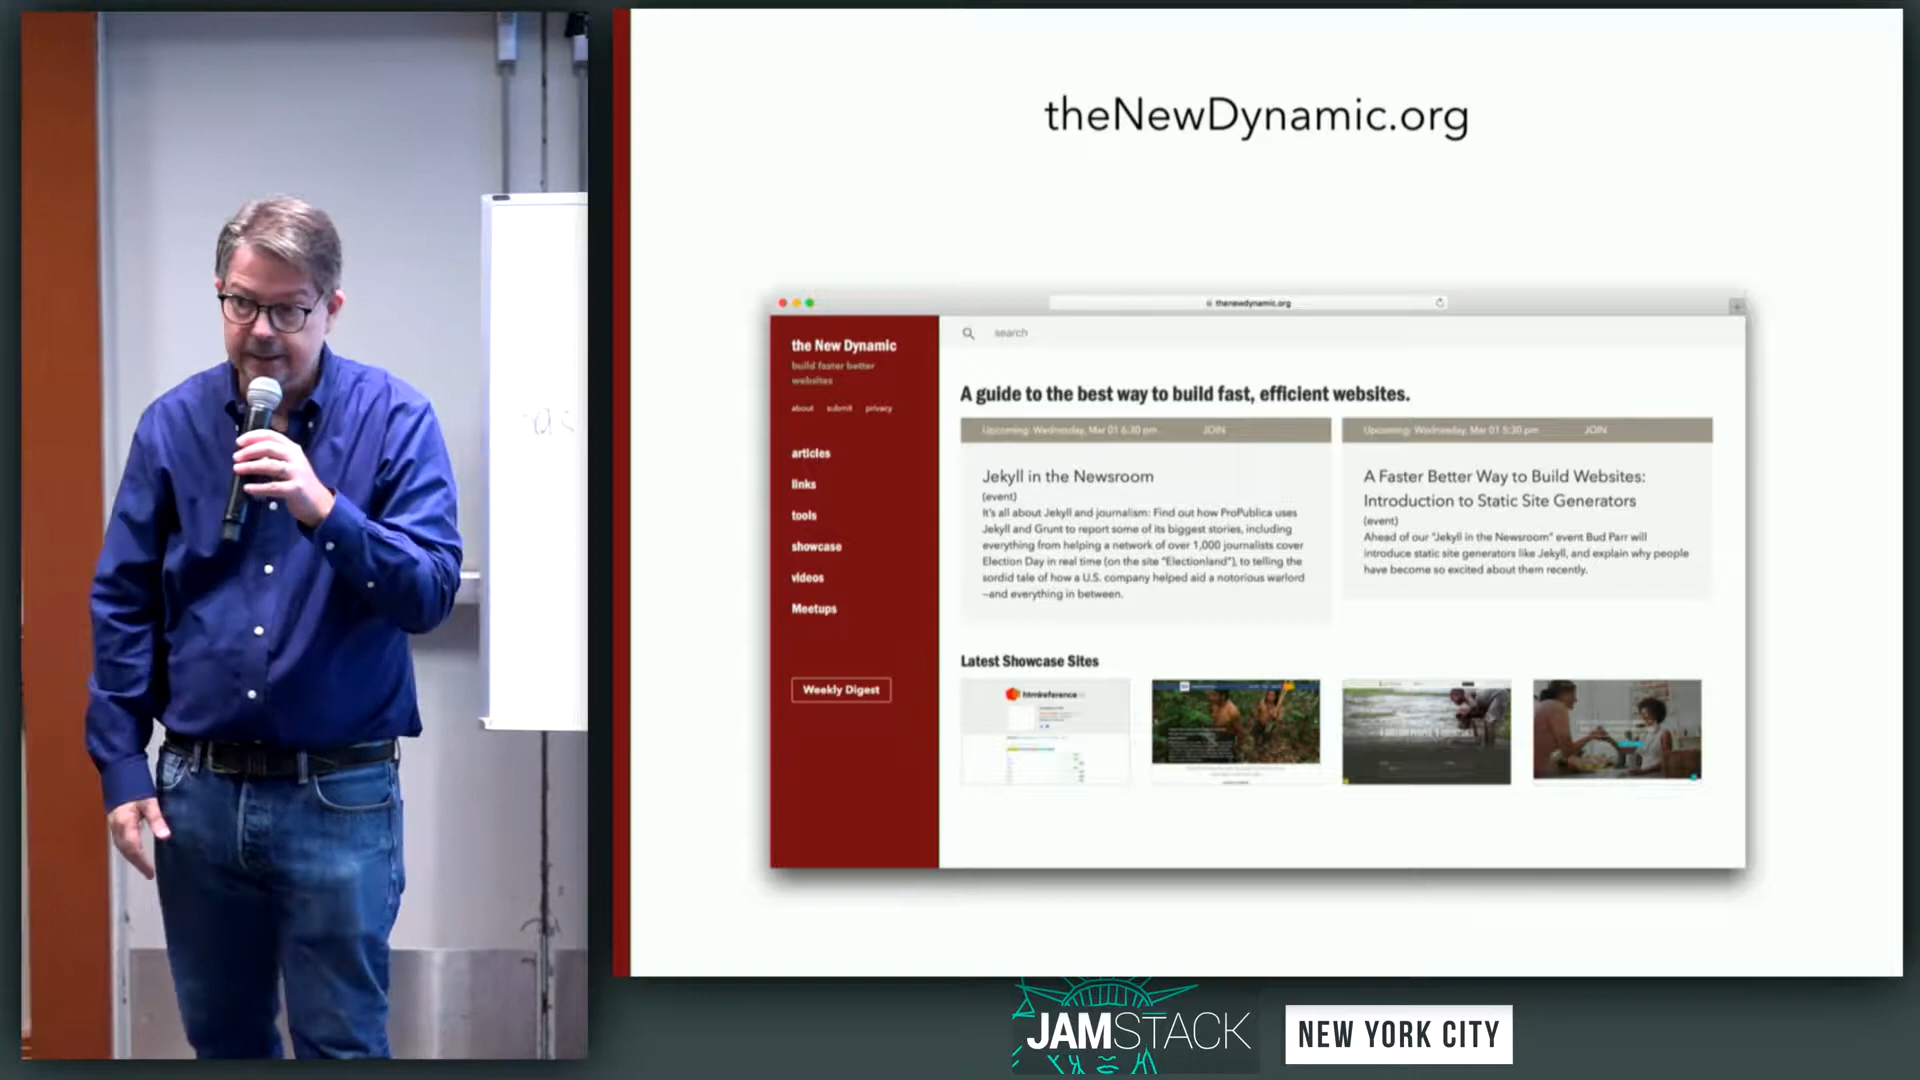 theNewDynamic.org
thenewdynamic.org
the New Dynamic
build faster better
websites
about submit privacy
articles
links
tools
showcase
videos
Meetups
Weekly Digest
search
A guide to the best way to build fast, efficient websites.
Upcoming: Wednesday, Mar 01 6:30 pm JOIN
Jekyll in the Newsroom
(event)
It's all about Jekyll and journalism: Find out how ProPublica uses
Jekyll and Grunt to report some of its biggest stories, including
everything from helping a network of over 1,000 journalists cover
Election Day in real time (on the site "Electionland"), to telling the
sordid tale of how a U.S. company helped aid a notorious warlord
–and everything in between.
Upcoming: Wednesday, Mar 01 5:30 pm JOIN
A Faster Better Way to Build Websites:
Introduction to Static Site Generators
(event)
Ahead of our "Jekyll in the Newsroom" event Bud Parr will
introduce static site generators like Jekyll, and explain why people
have become so excited about them recently.
Latest Showcase Sites
htmlreference
JAMSTACK
NEW YORK CITY